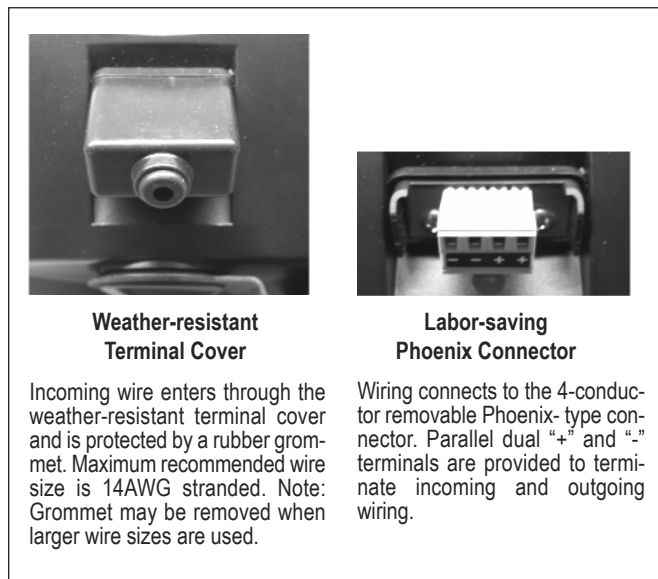 − − + +
Weather-resistant
Terminal Cover
Incoming wire enters through the
weather-resistant terminal cover
and is protected by a rubber grom-
met. Maximum recommended wire
size is 14AWG stranded. Note:
Grommet may be removed when
larger wire sizes are used.
Labor-saving
Phoenix Connector
Wiring connects to the 4-conduc-
tor removable Phoenix- type con-
nector. Parallel dual “+” and “-”
terminals are provided to termi-
nate incoming and outgoing
wiring.